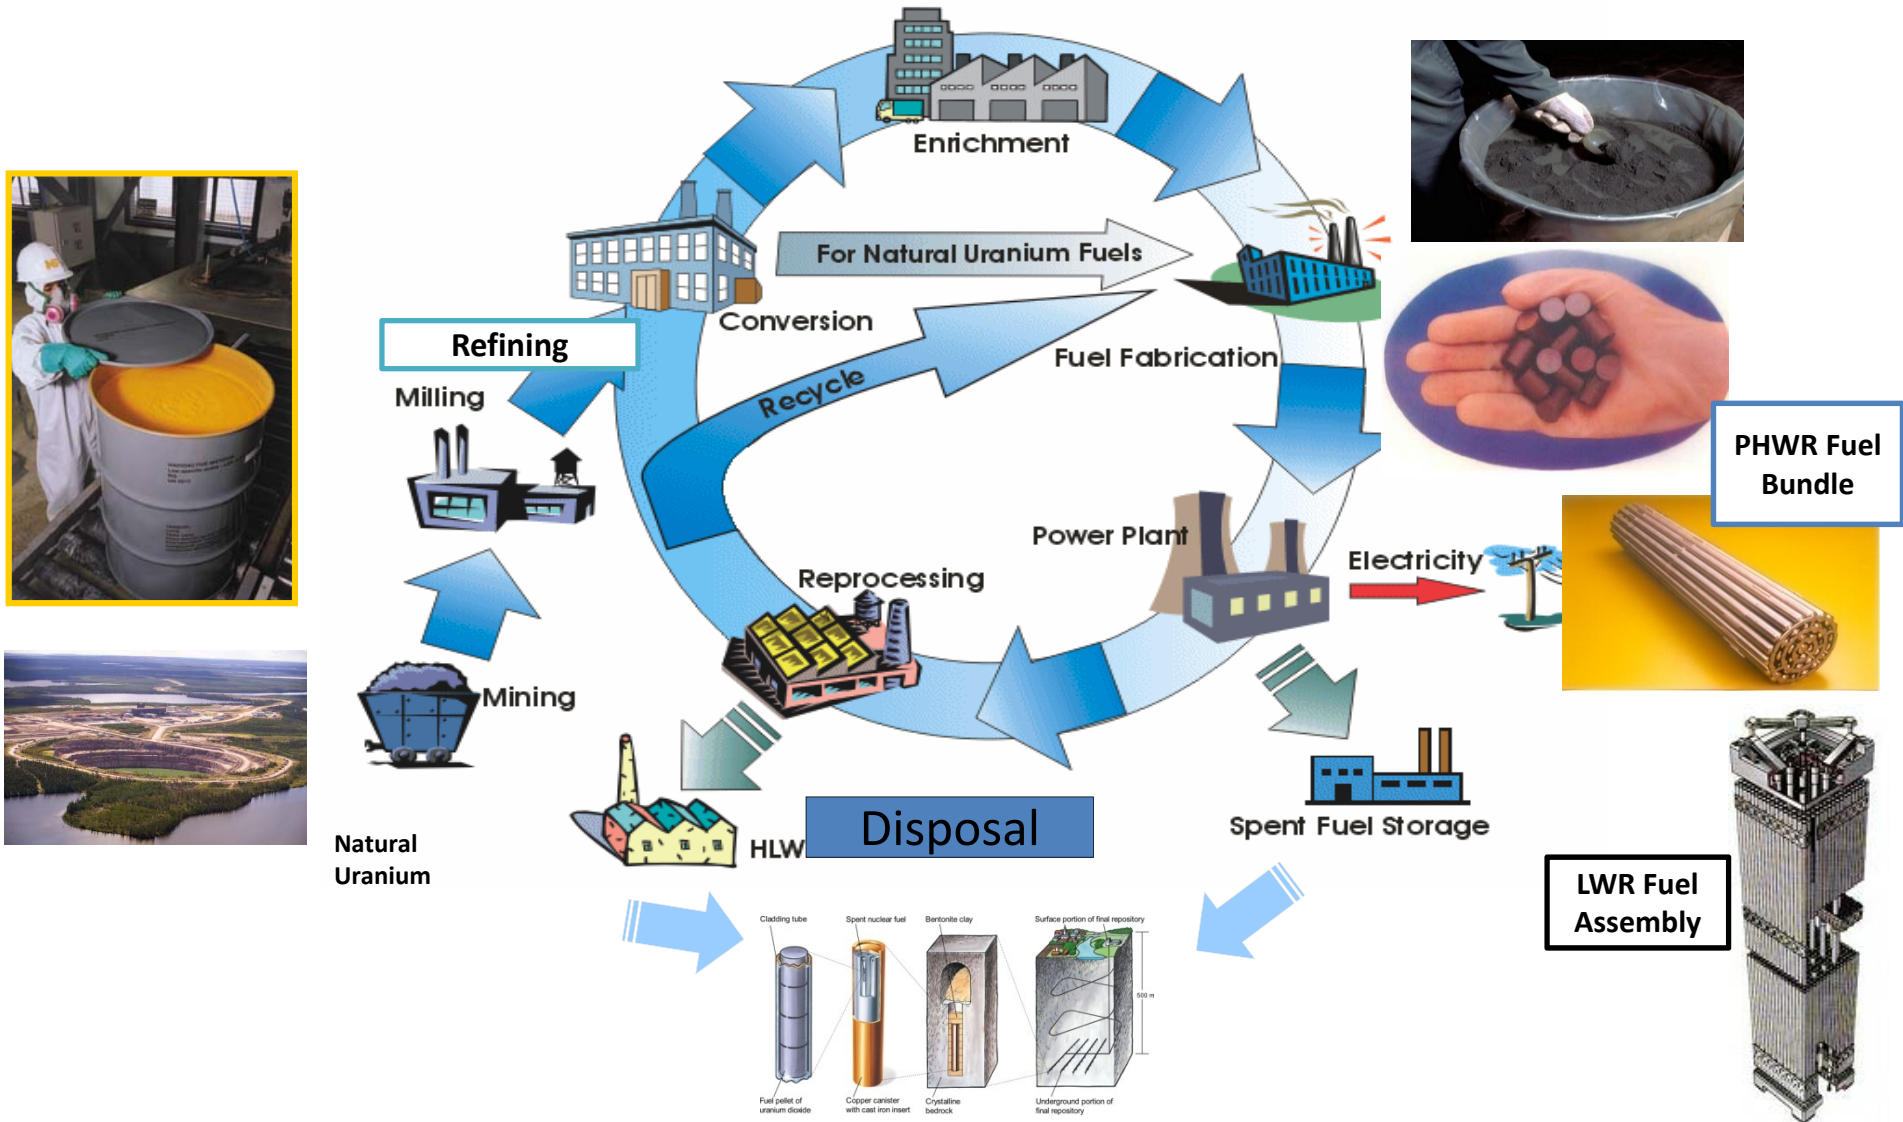 Enrichment
For Natural Uranium Fuels
Conversion
Refining
Recycle
Fuel Fabrication
Milling
PHWR Fuel
Bundle
Power Plant
Electricity
Reprocessing
Mining
Disposal
Spent Fuel Storage
HLW
Natural
Uranium
LWR Fuel
Assembly
Cladding tube
Spent nuclear fuel
Bentonite clay
Surface portion of final repository
500 m
Fuel pellet of
uranium dioxide
Copper canister
with cast iron insert
Crystalline
bedrock
Underground portion of
final repository